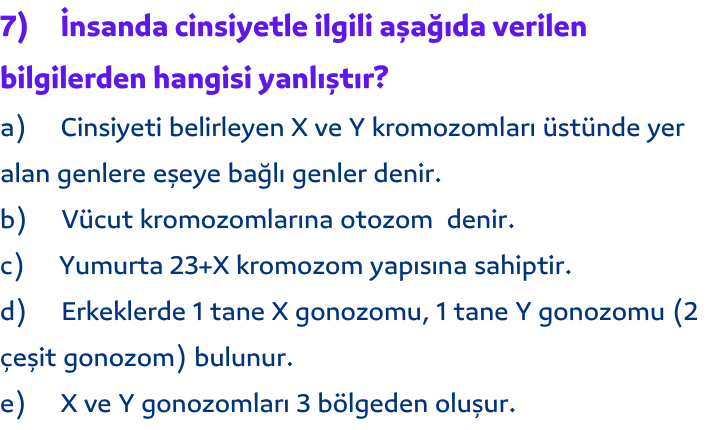 7) İnsanda cinsiyetle ilgili aşağıda verilen
bilgilerden hangisi yanlıştır?
a) Cinsiyeti belirleyen X ve Y kromozomları üstünde yer
alan genlere eşeye bağlı genler denir.
b) Vücut kromozomlarına otozom denir.
c) Yumurta 23+X kromozom yapısına sahiptir.
d) Erkeklerde 1 tane X gonozomu, 1 tane Y gonozomu (2
çeşit gonozom) bulunur.
e) X ve Y gonozomları 3 bölgeden oluşur.